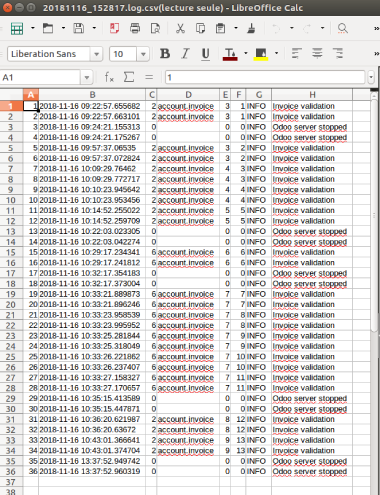 20181116_152817.log.csv(lecture seule) - LibreOffice Calc
Liberation Sans 10
A1 1
A B C D E F G H
1 1 2018-11-16 09:22:57.655682 2 account.invoice 3 1 INFO Invoice validation
2 2 2018-11-16 09:22:57.663101 2 account.invoice 3 1 INFO Invoice validation
3 3 2018-11-16 09:24:21.155313 0 0 0 INFO Odoo server stopped
4 4 2018-11-16 09:24:21.175267 0 0 0 INFO Odoo server stopped
5 5 2018-11-16 09:57:37.06535 2 account.invoice 3 2 INFO Invoice validation
6 6 2018-11-16 09:57:37.072824 2 account.invoice 3 2 INFO Invoice validation
7 7 2018-11-16 10:09:29.76462 2 account.invoice 4 3 INFO Invoice validation
8 8 2018-11-16 10:09:29.772717 2 account.invoice 4 3 INFO Invoice validation
9 9 2018-11-16 10:10:23.945642 2 account.invoice 4 4 INFO Invoice validation
10 10 2018-11-16 10:10:23.953456 2 account.invoice 4 4 INFO Invoice validation
11 11 2018-11-16 10:14:52.255022 2 account.invoice 5 5 INFO Invoice validation
12 12 2018-11-16 10:14:52.259709 2 account.invoice 5 5 INFO Invoice validation
13 13 2018-11-16 10:22:03.023305 0 0 0 INFO Odoo server stopped
14 14 2018-11-16 10:22:03.042274 0 0 0 INFO Odoo server stopped
15 15 2018-11-16 10:29:17.234341 6 account.invoice 6 6 INFO Invoice validation
16 16 2018-11-16 10:29:17.241812 6 account.invoice 6 6 INFO Invoice validation
17 17 2018-11-16 10:32:17.354183 0 0 0 INFO Odoo server stopped
18 18 2018-11-16 10:32:17.373004 0 0 0 INFO Odoo server stopped
19 19 2018-11-16 10:33:21.889873 6 account.invoice 7 7 INFO Invoice validation
20 20 2018-11-16 10:33:21.896246 6 account.invoice 7 7 INFO Invoice validation
21 21 2018-11-16 10:33:23.958539 6 account.invoice 7 8 INFO Invoice validation
22 22 2018-11-16 10:33:23.995952 6 account.invoice 7 8 INFO Invoice validation
23 23 2018-11-16 10:33:25.281844 6 account.invoice 7 9 INFO Invoice validation
24 24 2018-11-16 10:33:25.318049 6 account.invoice 7 9 INFO Invoice validation
25 25 2018-11-16 10:33:26.221862 6 account.invoice 7 10 INFO Invoice validation
26 26 2018-11-16 10:33:26.237407 6 account.invoice 7 10 INFO Invoice validation
27 27 2018-11-16 10:33:27.158327 6 account.invoice 7 11 INFO Invoice validation
28 28 2018-11-16 10:33:27.170657 6 account.invoice 7 11 INFO Invoice validation
29 29 2018-11-16 10:35:15.413589 0 0 0 INFO Odoo server stopped
30 30 2018-11-16 10:35:15.447871 0 0 0 INFO Odoo server stopped
31 31 2018-11-16 10:36:20.621987 2 account.invoice 8 12 INFO Invoice validation
32 32 2018-11-16 10:36:20.63672 2 account.invoice 8 12 INFO Invoice validation
33 33 2018-11-16 10:43:01.366641 2 account.invoice 9 13 INFO Invoice validation
34 34 2018-11-16 10:43:01.374704 2 account.invoice 9 13 INFO Invoice validation
35 35 2018-11-16 13:37:52.949742 0 0 0 INFO Odoo server stopped
36 36 2018-11-16 13:37:52.960319 0 0 0 INFO Odoo server stopped
37
38